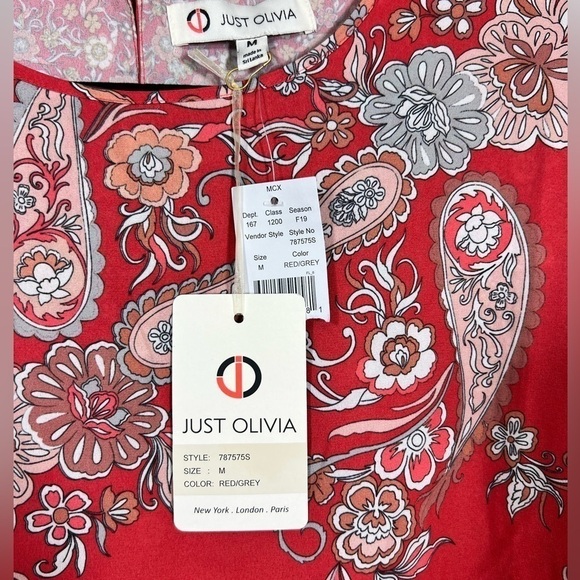 JUST OLIVIA
M
made in
Sri Lanka
MCX
Dept. Class Season
167 1200 F19
Vendor Style Style No
787575S
Size Color
M RED/GREY
JUST OLIVIA
STYLE: 787575S
SIZE : M
COLOR: RED/GREY
New York . London . Paris